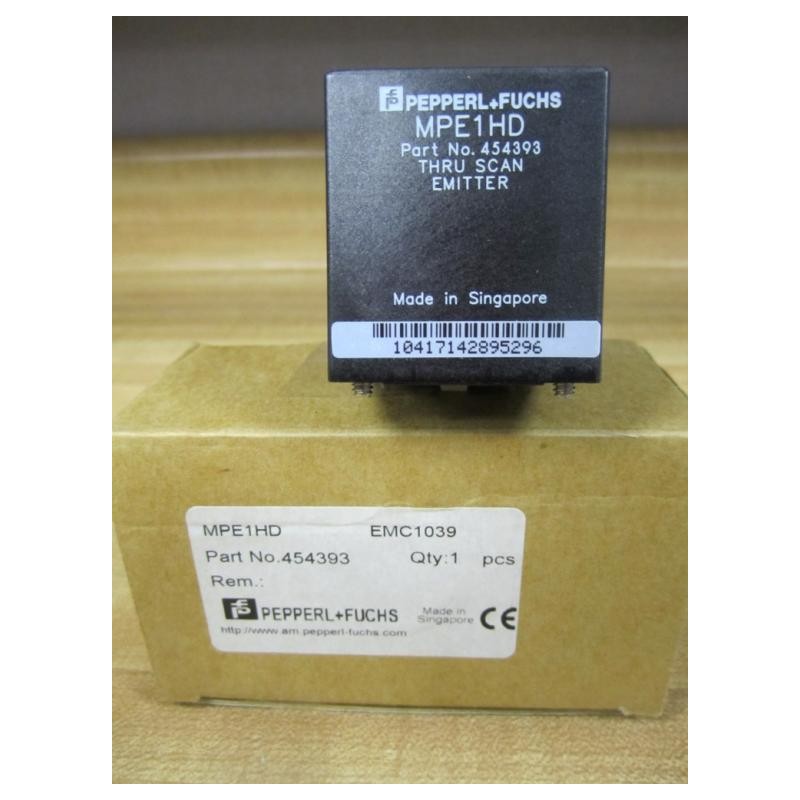 PEPPERL+FUCHS
MPE1HD
Part No. 454393
THRU SCAN
EMITTER
Made in Singapore
10417142895296
MPE1HD EMC1039
Part No.454393 Qty:1 pcs
Rem.:
PEPPERL+FUCHS Made in Singapore CE
http://www.am.pepperl-fuchs.com